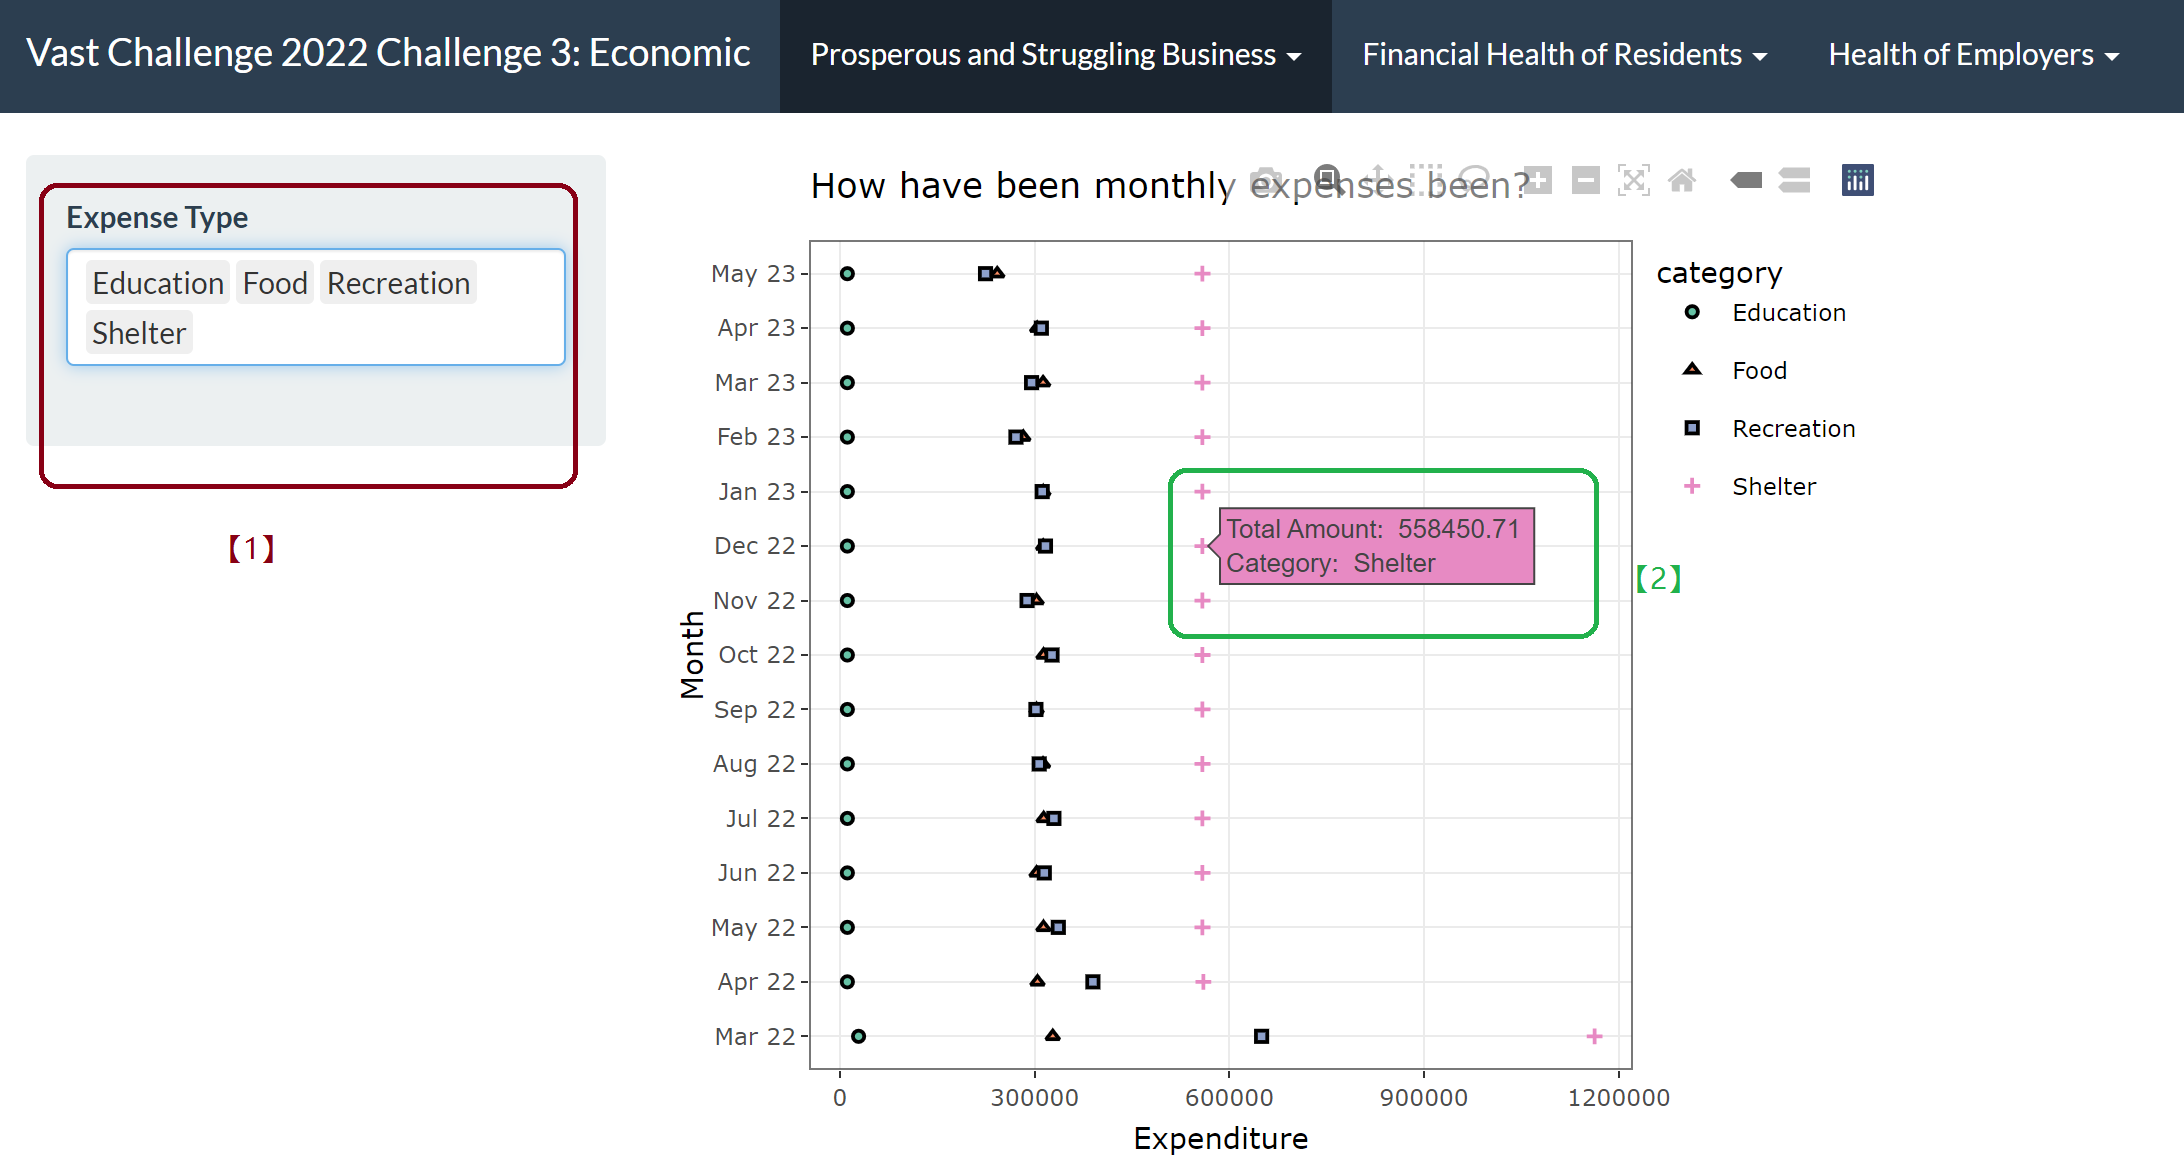 Vast Challenge 2022 Challenge 3: Economic
Prosperous and Struggling Business
Financial Health of Residents
Health of Employers
Expense Type
Education Food Recreation
Shelter
【1】
How have been monthly expenses been?
May 23
Apr 23
Mar 23
Feb 23
Jan 23
Dec 22
Nov 22
Oct 22
Sep 22
Aug 22
Jul 22
Jun 22
May 22
Apr 22
Mar 22
Month
Total Amount: 558450.71
Category: Shelter
【2】
0 300000 600000 900000 1200000
Expenditure
category
Education
Food
Recreation
Shelter